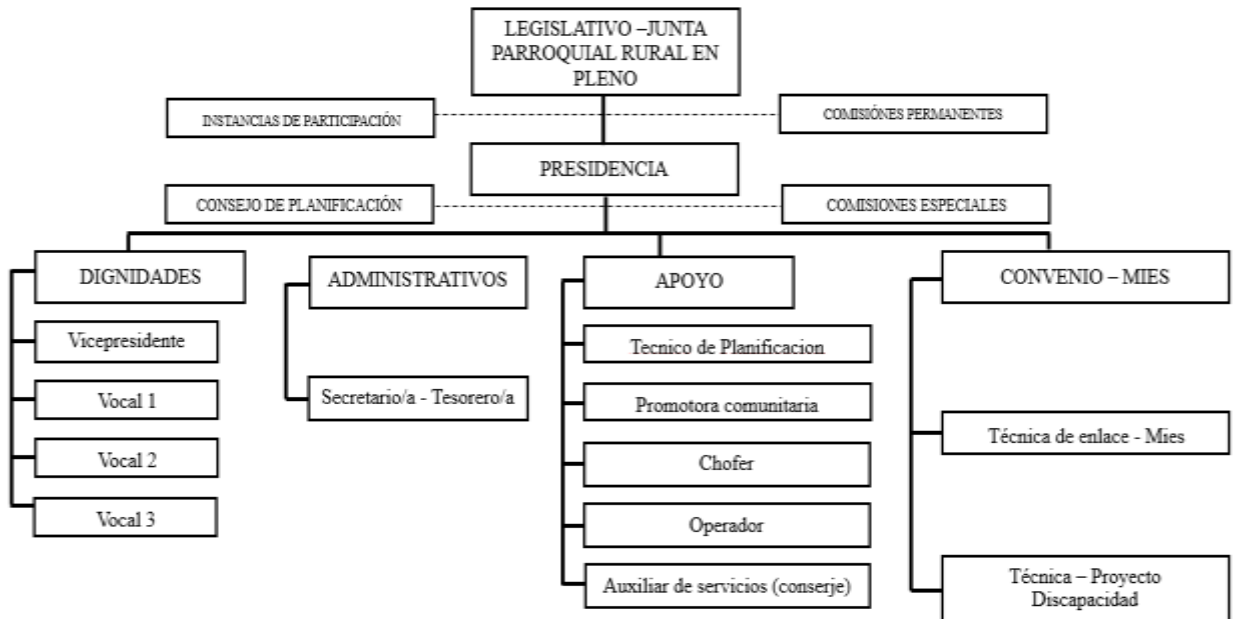 LEGISLATIVO –JUNTA
PARROQUIAL RURAL EN
PLENO
INSTANCIAS DE PARTICIPACIÓN
COMISIÓNES PERMANENTES
PRESIDENCIA
CONSEJO DE PLANIFICACIÓN
COMISIONES ESPECIALES
DIGNIDADES
Vicepresidente
Vocal 1
Vocal 2
Vocal 3
ADMINISTRATIVOS
Secretario/a - Tesorero/a
APOYO
Tecnico de Planificacion
Promotora comunitaria
Chofer
Operador
Auxiliar de servicios (conserje)
CONVENIO – MIES
Técnica de enlace - Mies
Técnica – Proyecto
Discapacidad